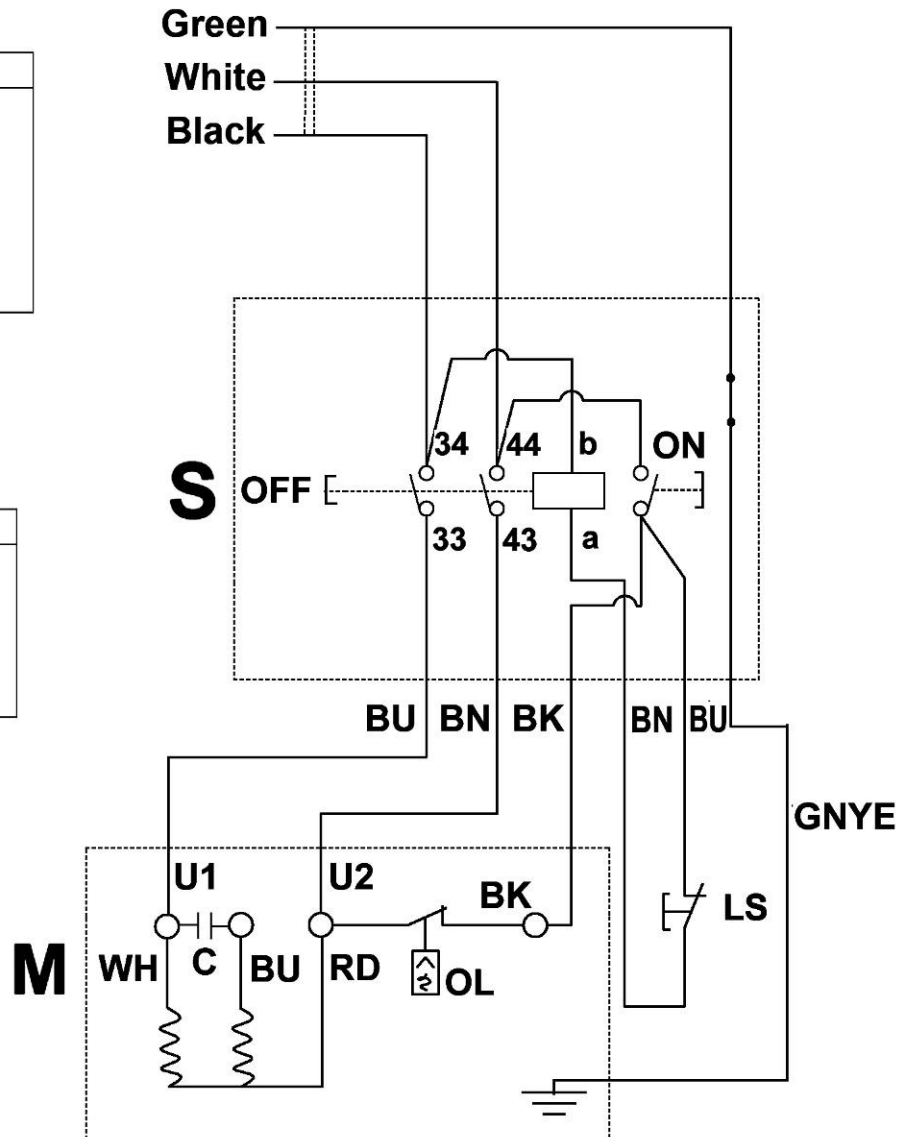 Green
White
Black
34 44 b ON
S OFF
33 43 a
BU BN BK BN BU
GNYE
U1 U2 BK LS
M WH C BU RD OL